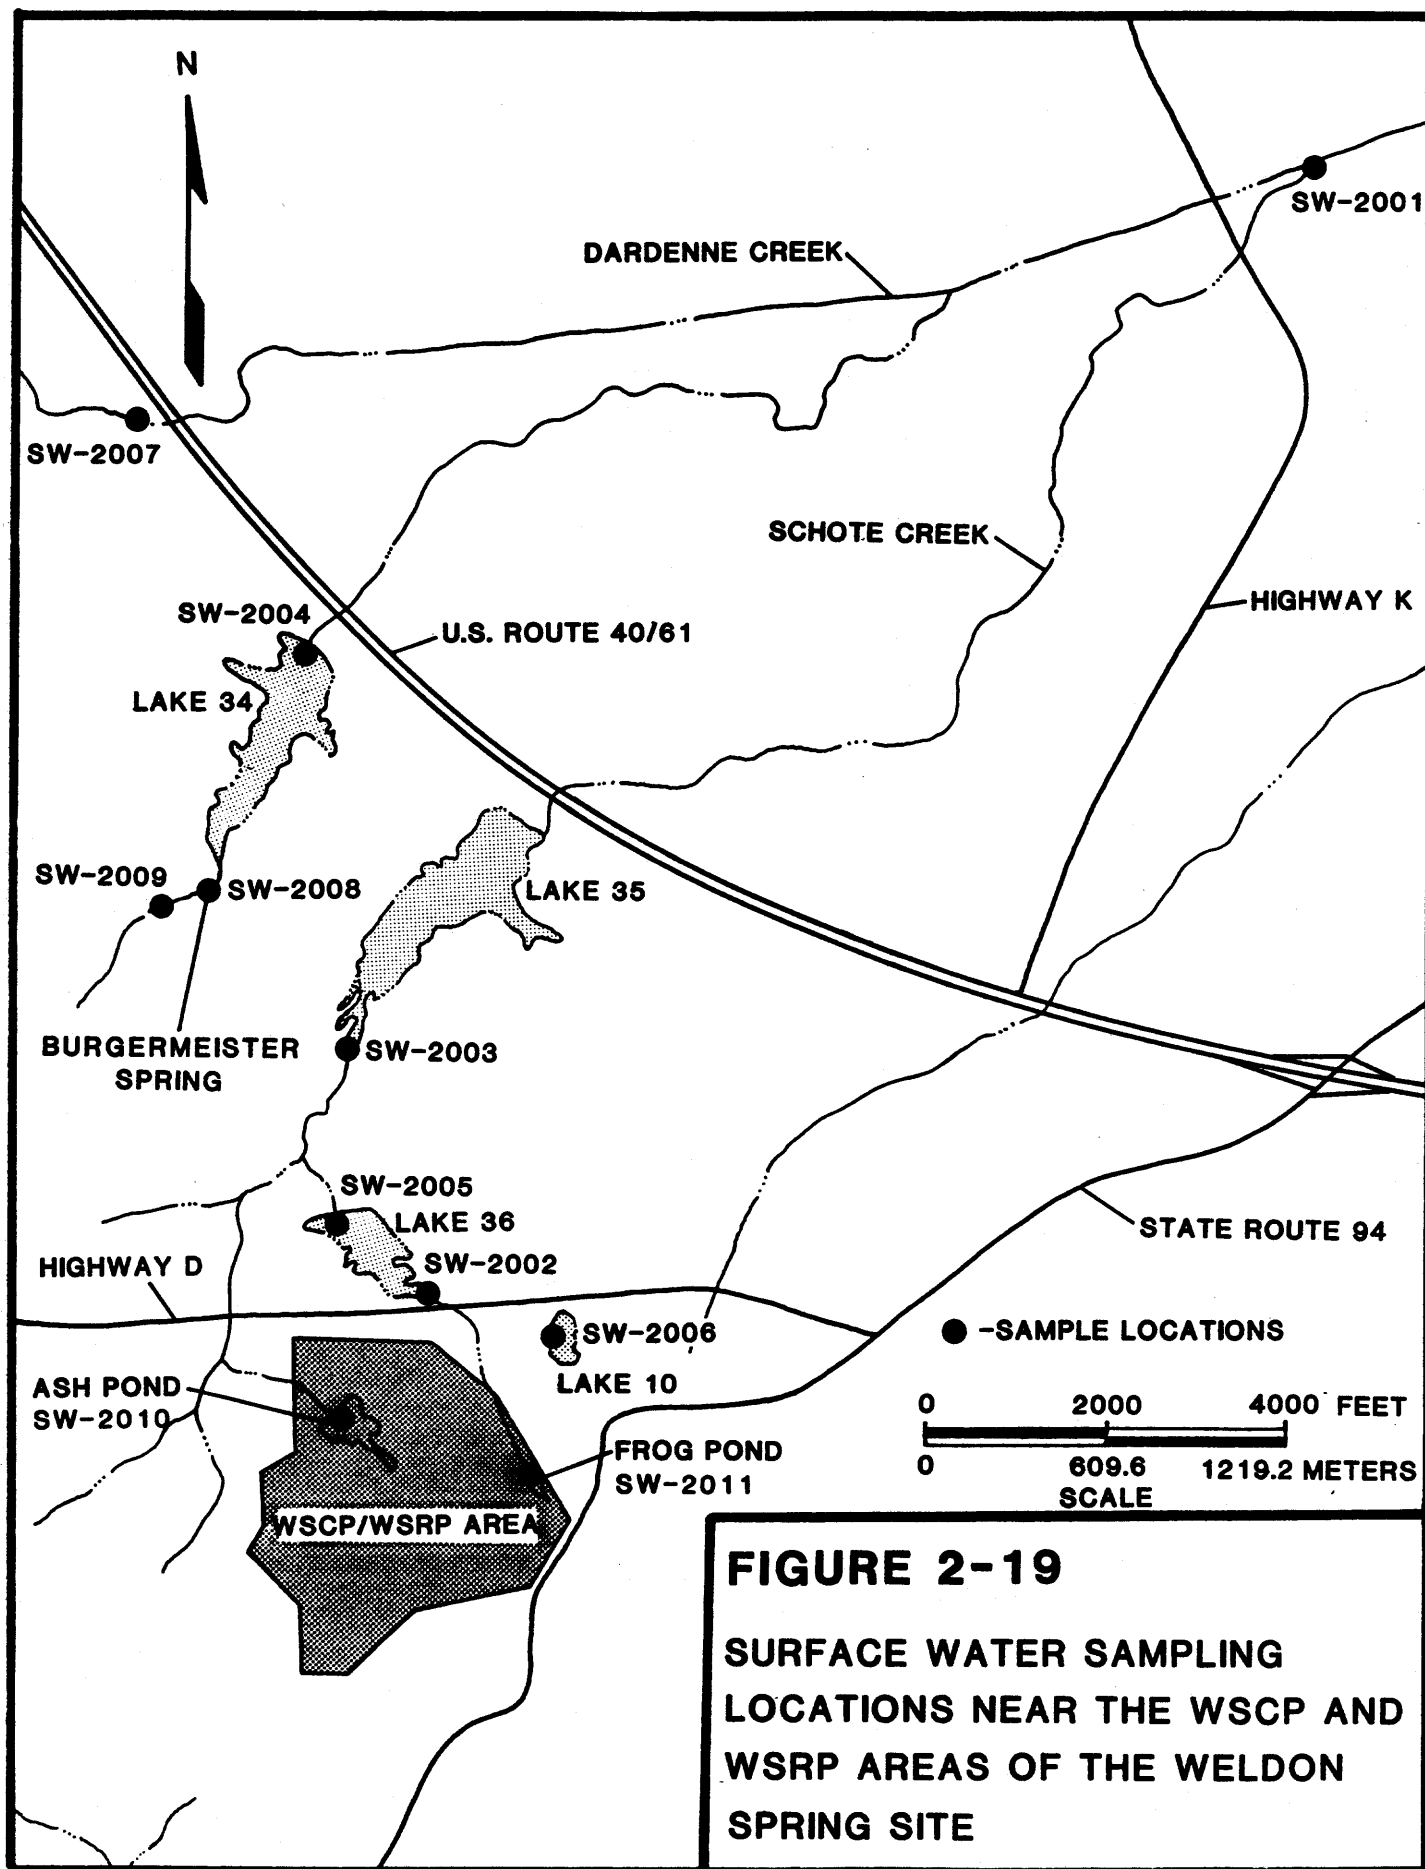 N
SW-2001
DARDENNE CREEK
SW-2007
SCHOTE CREEK
HIGHWAY K
SW-2004
U.S. ROUTE 40/61
LAKE 34
SW-2009
SW-2008
LAKE 35
BURGERMEISTER
SPRING
SW-2003
SW-2005
LAKE 36
STATE ROUTE 94
HIGHWAY D
SW-2002
SW-2006
-SAMPLE LOCATIONS
LAKE 10
ASH POND
SW-2010
0 2000 4000 FEET
FROG POND
SW-2011
0 609.6 1219.2 METERS
SCALE
WSCP/WSRP AREA
FIGURE 2-19
SURFACE WATER SAMPLING
LOCATIONS NEAR THE WSCP AND
WSRP AREAS OF THE WELDON
SPRING SITE